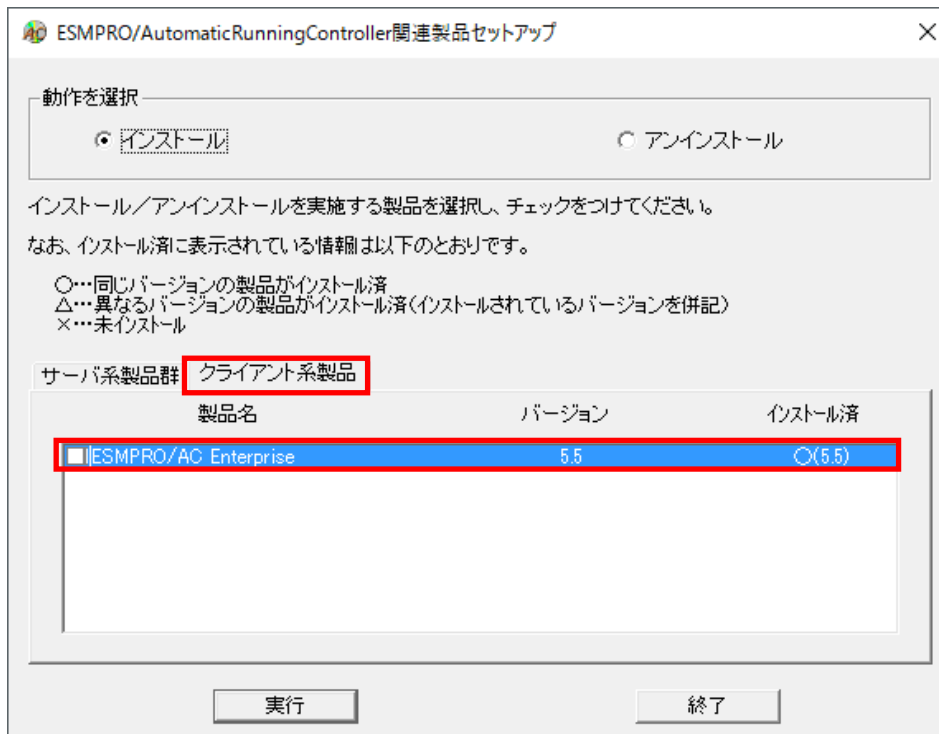 ESMPRO/AutomaticRunningController関連製品セットアップ
動作を選択
インストール
アンインストール
インストール／アンインストールを実施する製品を選択し、チェックをつけてください。
なお、インストール済に表示されている情報は以下のとおりです。
○…同じバージョンの製品がインストール済
△…異なるバージョンの製品がインストール済(インストールされているバージョンを併記)
×…未インストール
サーバ系製品群 クライアント系製品
製品名 バージョン インストール済
ESMPRO/AC Enterprise 5.5 ○(5.5)
実行 終了